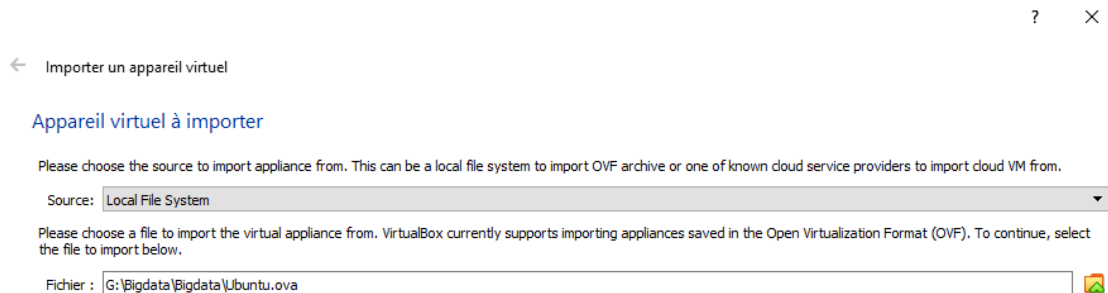 ?
Importer un appareil virtuel
Appareil virtuel à importer
Please choose the source to import appliance from. This can be a local file system to import OVF archive or one of known cloud service providers to import cloud VM from.
Source: Local File System
Please choose a file to import the virtual appliance from. VirtualBox currently supports importing appliances saved in the Open Virtualization Format (OVF). To continue, select
the file to import below.
Fichier : G:\Bigdata\Bigdata\Ubuntu.ova